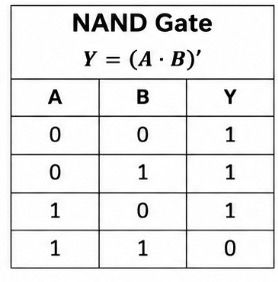 NAND Gate
Y = (A · B)′
A B Y
0 0 1
0 1 1
1 0 1
1 1 0